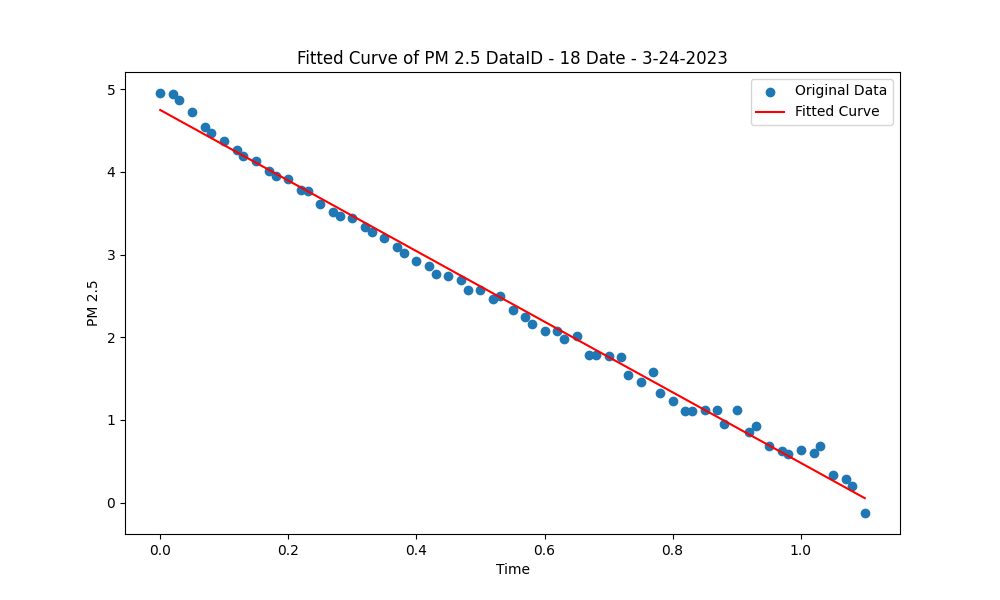 Fitted Curve of PM 2.5 DataID - 18 Date - 3-24-2023
Original Data
Fitted Curve
5
4
3
2
1
0
PM 2.5
0.0 0.2 0.4 0.6 0.8 1.0
Time